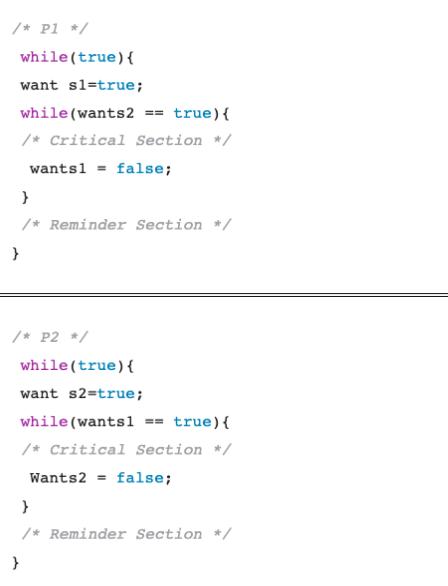 /* P1 */
while(true){
want s1=true;
while(wants2 == true){
/* Critical Section */
wants1 = false;
}
/* Reminder Section */
}
/* P2 */
while(true){
want s2=true;
while(wants1 == true){
/* Critical Section */
Wants2 = false;
}
/* Reminder Section */
}